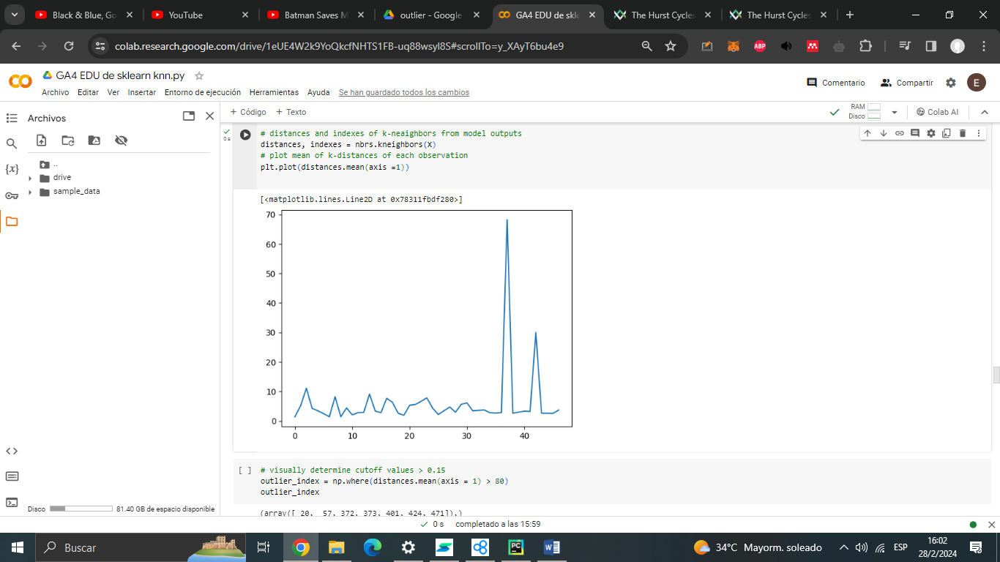 Black & Blue, Go
YouTube
Batman Saves M
outlier - Google
GA4 EDU de skle
The Hurst Cycles
The Hurst Cycles
colab.research.google.com/drive/1eUE4W2k9YoQkcfNHTS1FB-uq88wsyl8S#scrollTo=y_XAyT6bu4e9
ABP
GA4 EDU de sklearn knn.py
Archivo Editar Ver Insertar Entorno de ejecución Herramientas Ayuda Se han guardado todos los cambios
Comentario
Compartir
E
Archivos
+ Código + Texto
RAM
Disco
Colab AI
{x}
..
drive
sample_data
0 s
# distances and indexes of k-neaighbors from model outputs
distances, indexes = nbrs.kneighbors(X)
# plot mean of k-distances of each observation
plt.plot(distances.mean(axis =1))
[<matplotlib.lines.Line2D at 0x78311fbdf280>]
70
60
50
40
30
20
10
0
0 10 20 30 40
[ ] # visually determine cutoff values > 0.15
outlier_index = np.where(distances.mean(axis = 1) > 80)
outlier_index
(array([ 20, 57, 372, 373, 401, 424, 471]),)
Disco
81.40 GB de espacio disponible
0 s completado a las 15:59
Buscar
PC
W
34°C Mayorm. soleado
ESP
16:02
28/2/2024